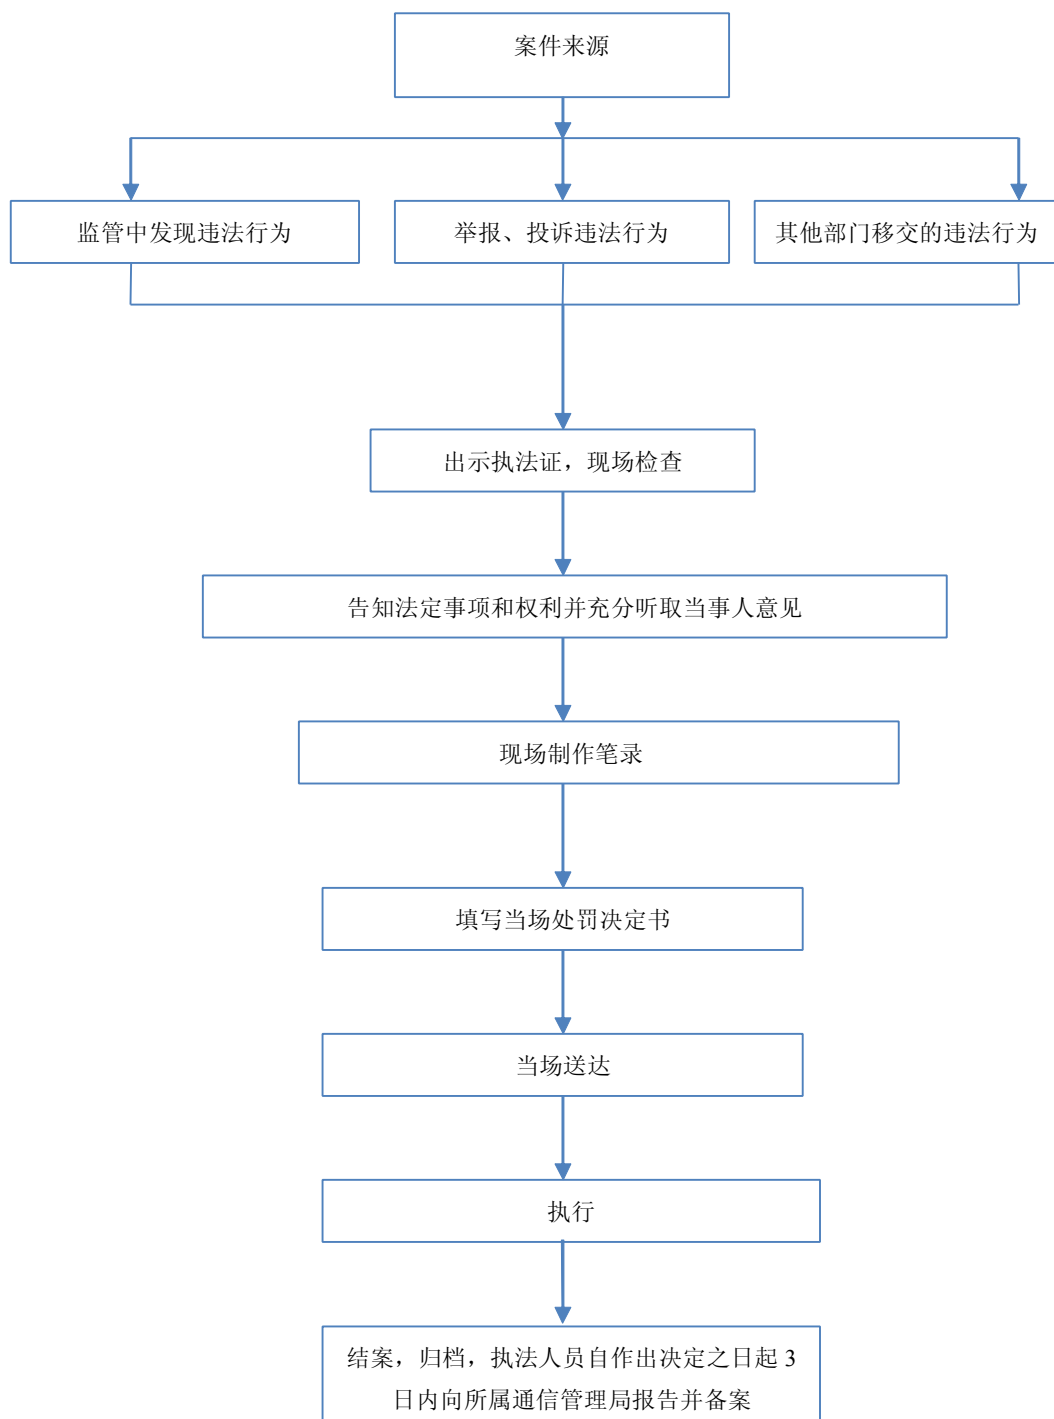 案件来源
监管中发现违法行为
举报、投诉违法行为
其他部门移交的违法行为
出示执法证，现场检查
告知法定事项和权利并充分听取当事人意见
现场制作笔录
填写当场处罚决定书
当场送达
执行
结案，归档，执法人员自作出决定之日起 3
日内向所属通信管理局报告并备案